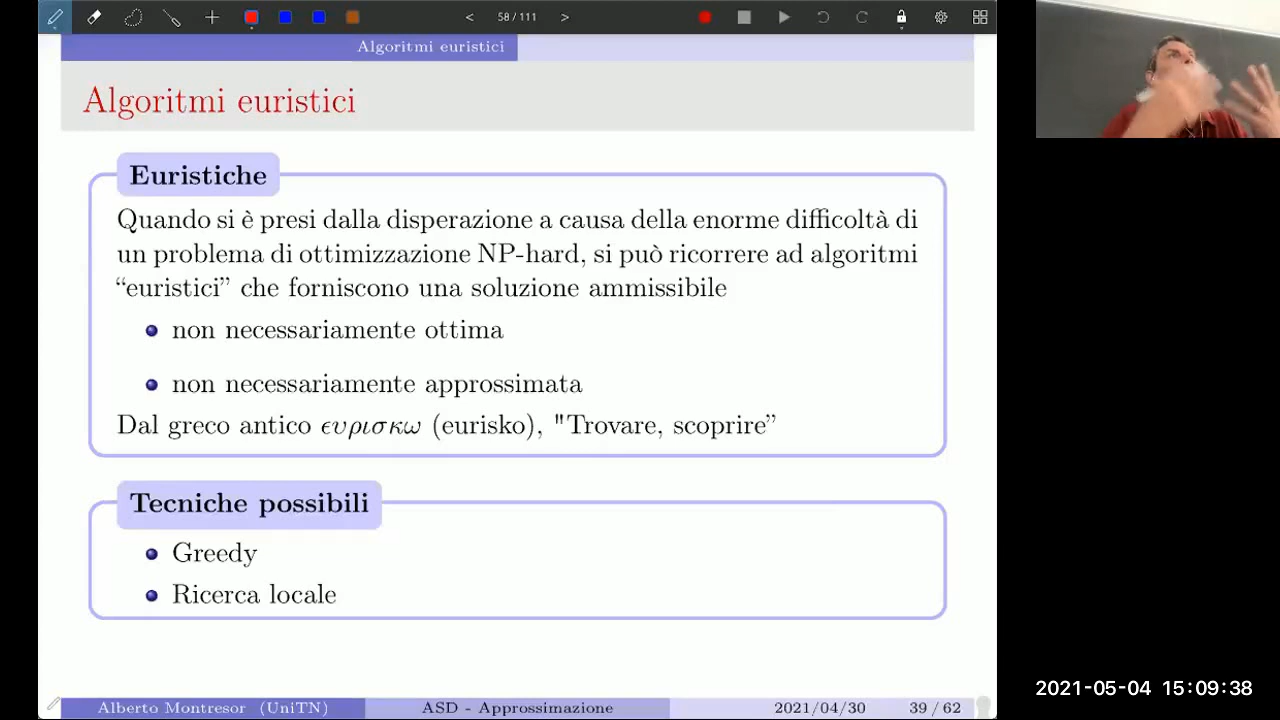 58 / 111
Algoritmi euristici
Algoritmi euristici
Euristiche
Quando si è presi dalla disperazione a causa della enorme difficoltà di
un problema di ottimizzazione NP-hard, si può ricorrere ad algoritmi
“euristici” che forniscono una soluzione ammissibile
non necessariamente ottima
non necessariamente approssimata
Dal greco antico ευρισκω (eurisko), "Trovare, scoprire”
Tecniche possibili
Greedy
Ricerca locale
2021-05-04 15:09:38
Alberto Montresor (UniTN) ASD - Approssimazione 2021/04/30 39 / 62